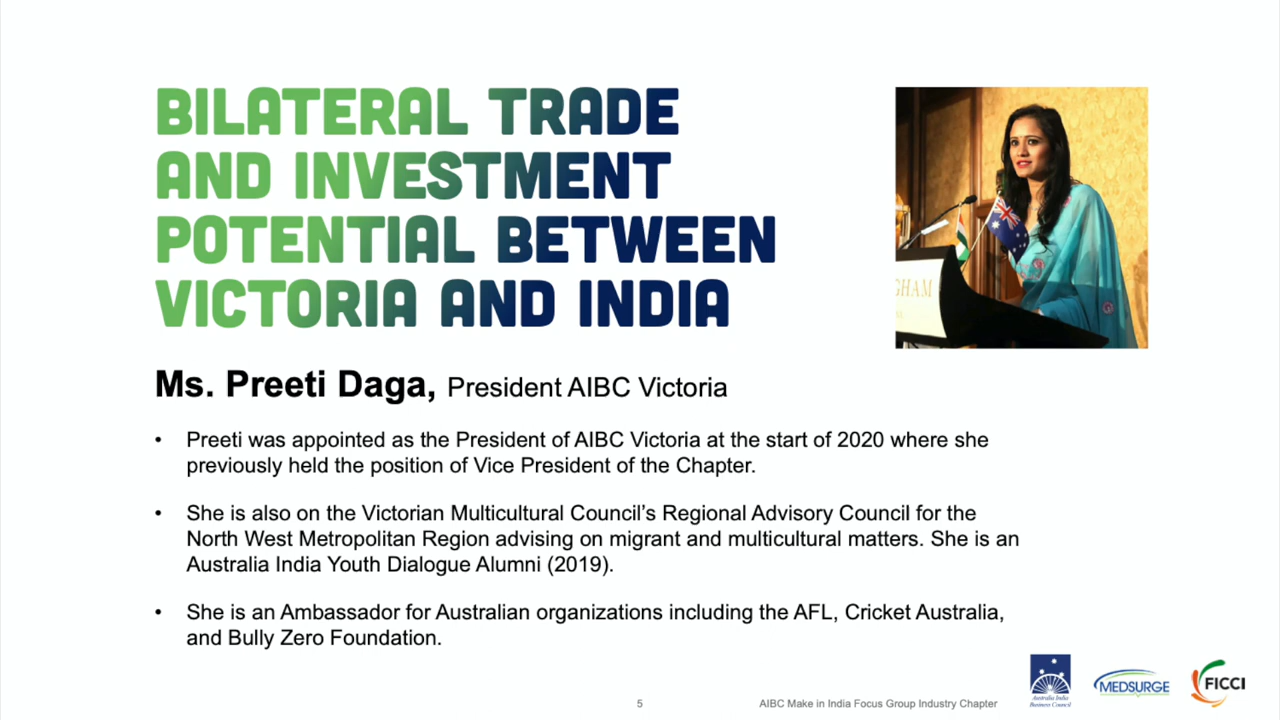 BILATERAL TRADE
AND INVESTMENT
POTENTIAL BETWEEN
VICTORIA AND INDIA
GHAM
Ms. Preeti Daga, President AIBC Victoria
• Preeti was appointed as the President of AIBC Victoria at the start of 2020 where she
previously held the position of Vice President of the Chapter.
• She is also on the Victorian Multicultural Council’s Regional Advisory Council for the
North West Metropolitan Region advising on migrant and multicultural matters. She is an
Australia India Youth Dialogue Alumni (2019).
• She is an Ambassador for Australian organizations including the AFL, Cricket Australia,
and Bully Zero Foundation.
5
AIBC Make in India Focus Group Industry Chapter
Australia India
Business Council
MEDSURGE
FICCI